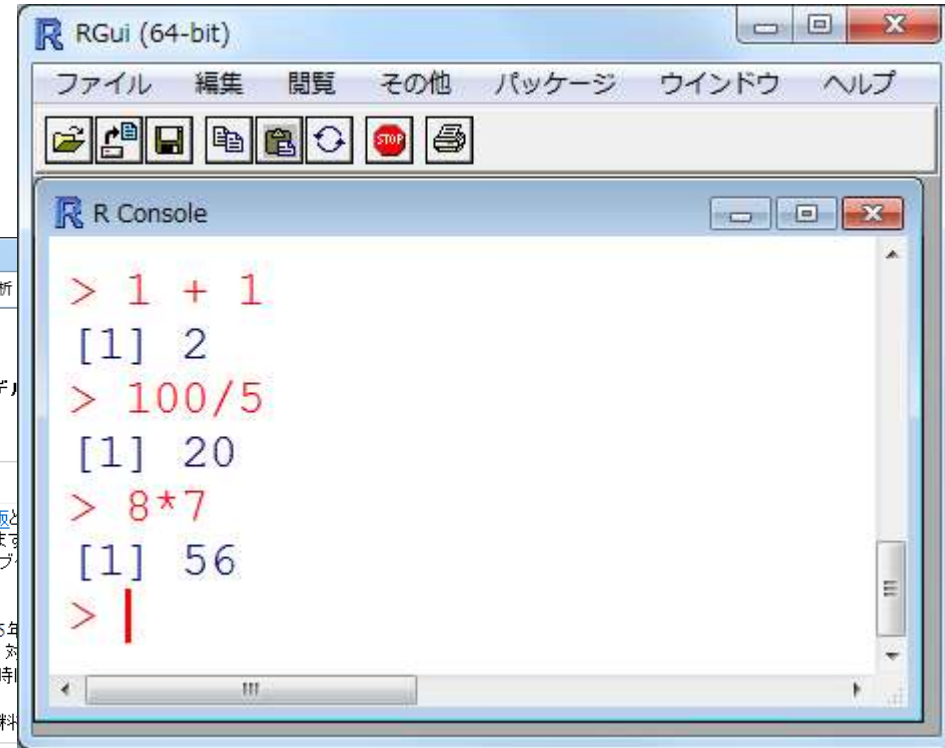 RGui (64-bit)
ファイル 編集 閲覧 その他 パッケージ ウインドウ ヘルプ
STOP
R Console
> 1 + 1
[1] 2
> 100/5
[1] 20
> 8*7
[1] 56
>
析